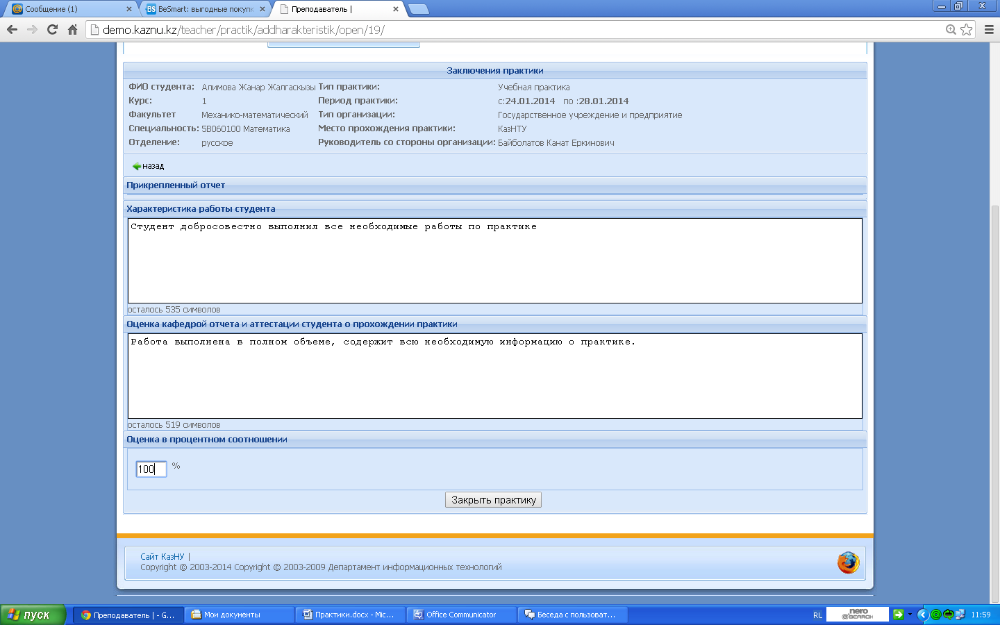 Сообщение (1)
BeSmart: выгодные покупк
Преподаватель |
demo.kaznu.kz/teacher/practik/addharakteristik/open/19/
Заключения практики
ФИО студента: Алимова Жанар Жалгаскызы Тип практики: Учебная практика
Курс: 1 Период практики: с:24.01.2014 по :28.01.2014
Факультет Механико-математический Тип организации: Государственное учреждение и предприятие
Специальность: 5В060100 Математика Место прохождения практики: КазНТУ
Отделение: русское Руководитель со стороны организации: Байболатов Канат Еркинович
назад
Прикрепленный отчет
Характеристика работы студента
Студент добросовестно выполнил все необходимые работы по практике
осталось 535 символов
Оценка кафедрой отчета и аттестации студента о прохождении практики
Работа выполнена в полном объеме, содержит всю необходимую информацию о практике.
осталось 519 символов
Оценка в процентном соотношении
100 %
Закрыть практику
Сайт КазНУ |
Copyright © 2003-2014 Copyright © 2003-2009 Департамент информационных технологий
пуск
Преподаватель | - G...
Мои документы
Практики.docx - Mic...
Office Communicator
Беседа с пользоват...
RL
nero
SEARCH
11:59